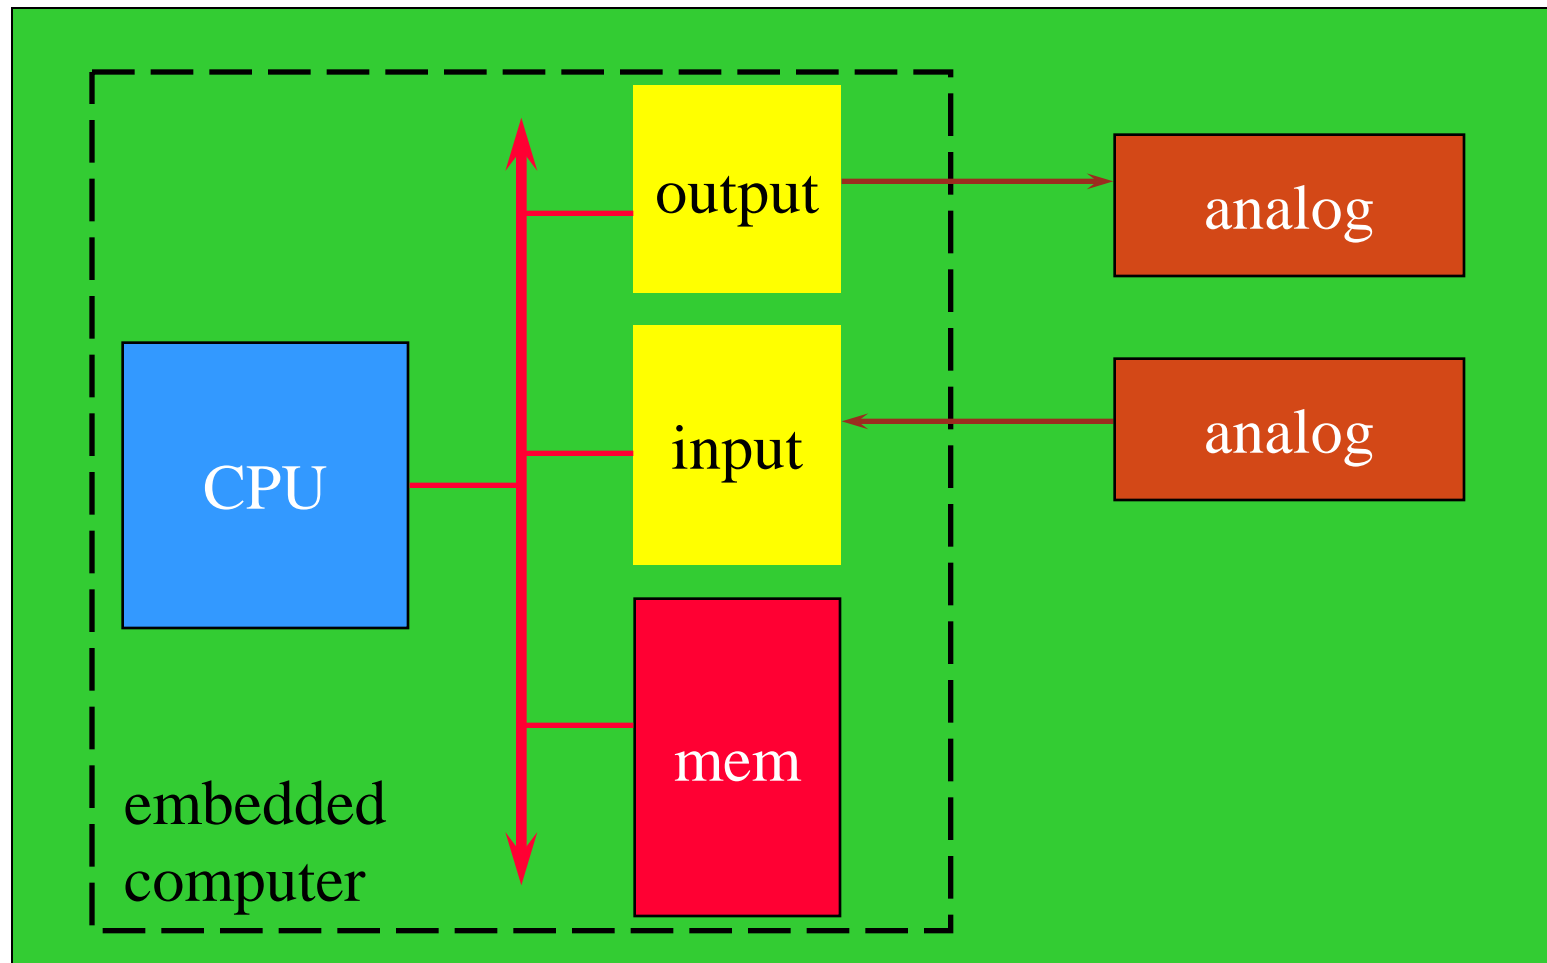 output
analog
input
analog
CPU
mem
embedded
computer